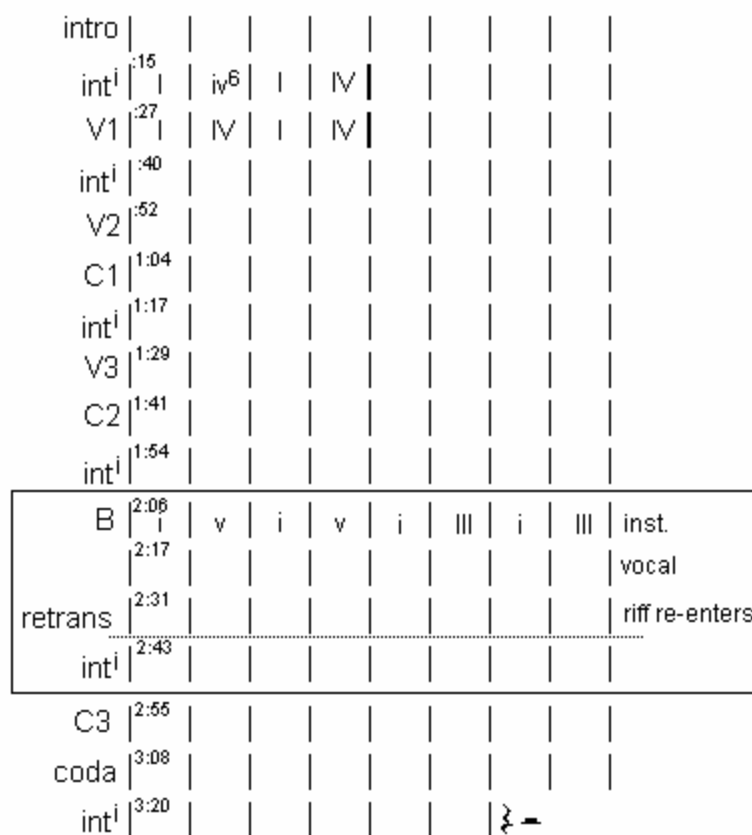 intro
intⁱ :15 I iv⁶ I IV
V1 :27 I IV I IV
intⁱ :40
V2 :52
C1 1:04
intⁱ 1:17
V3 1:29
C2 1:41
intⁱ 1:54
B 2:06 i v i v i III i III inst.
2:17 vocal
retrans 2:31 riff re-enters
intⁱ 2:43
C3 2:55
coda 3:08
intⁱ 3:20